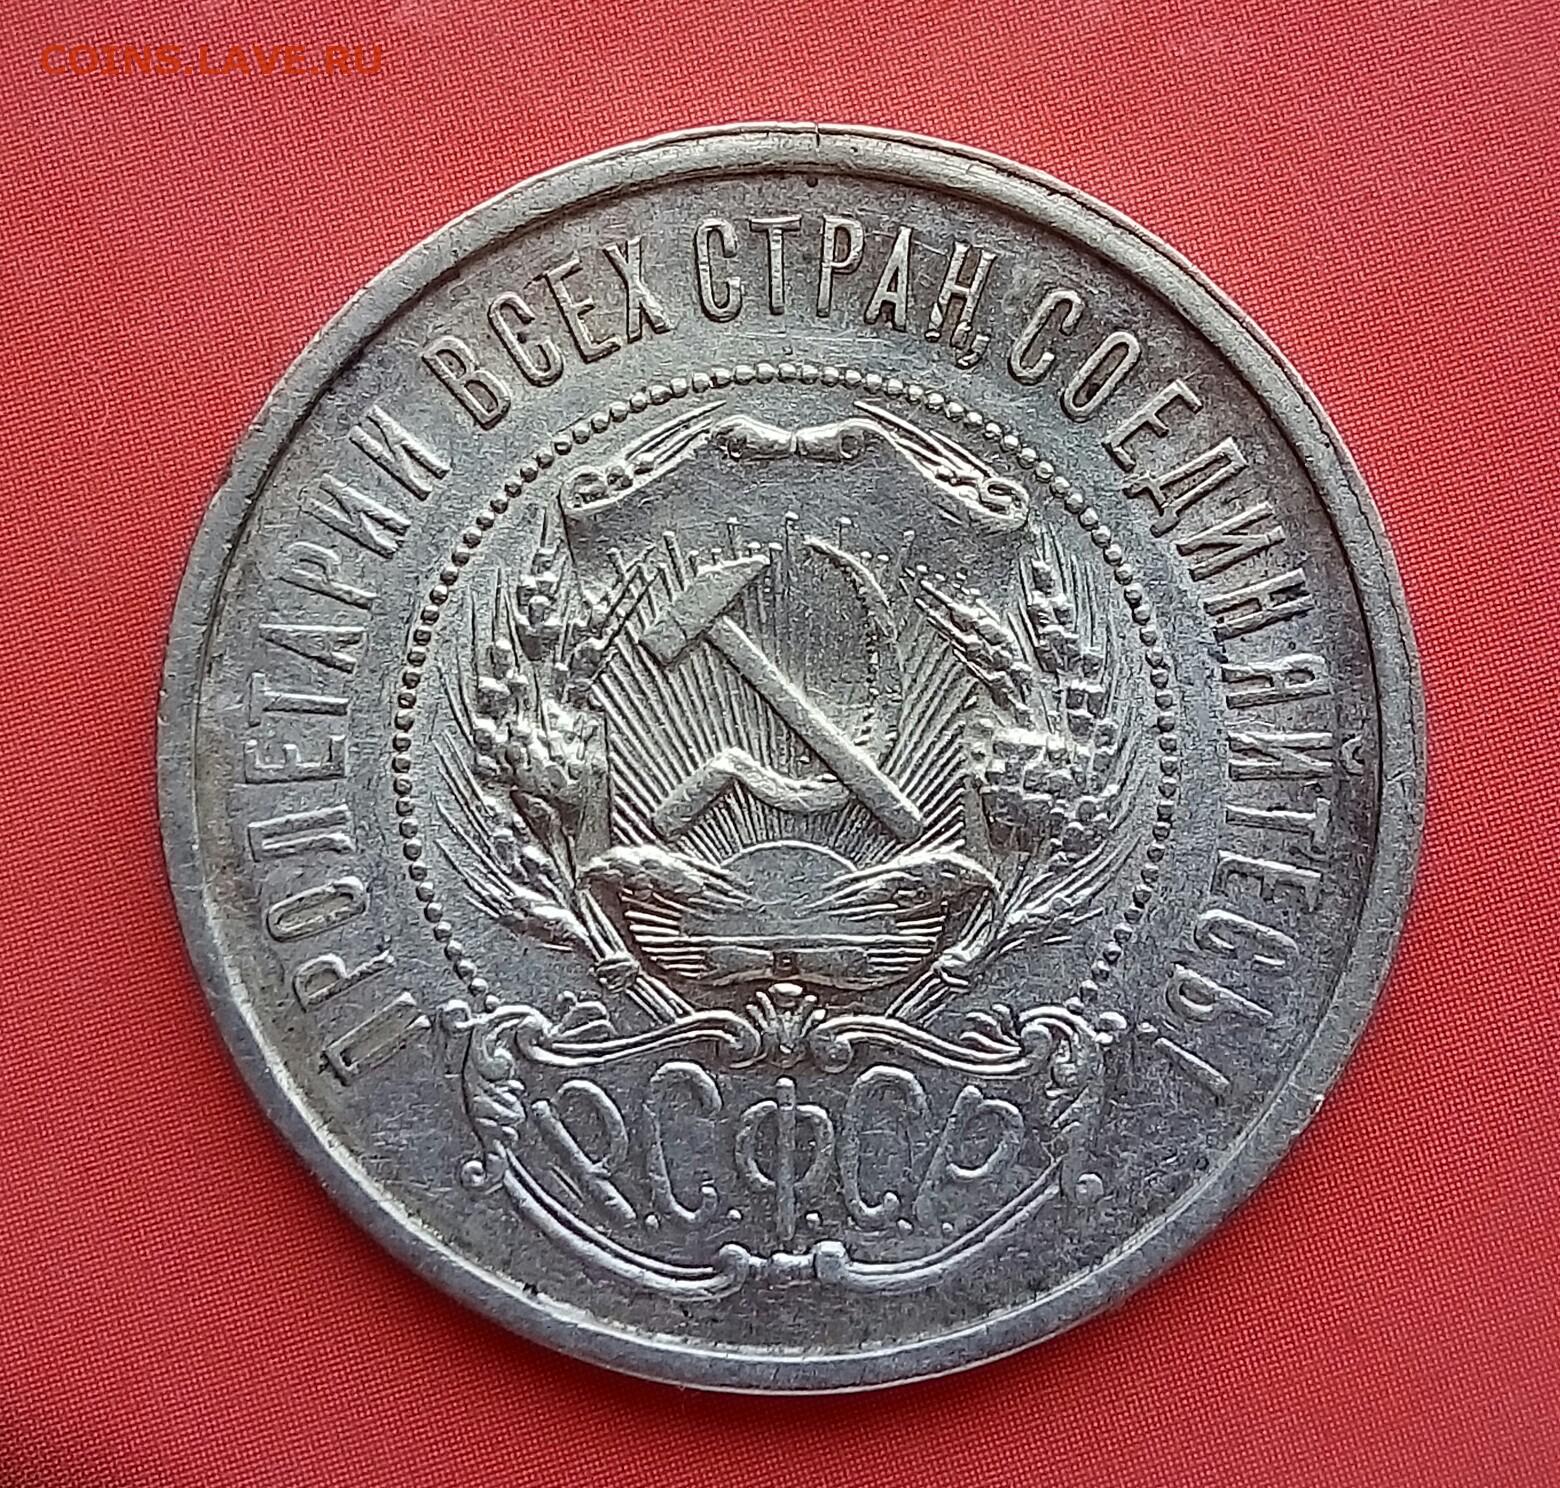 COINS.LAVE.RU
ПРОЛЕТАРИИ ВСЕХ СТРАН, СОЕДИНЯЙТЕСЬ!
Р.С.Ф.С.Р.